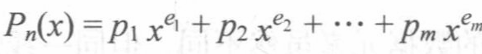 Pₙ(x) = p₁ x^{e₁} + p₂ x^{e₂} + ⋯ + pₘ x^{eₘ}